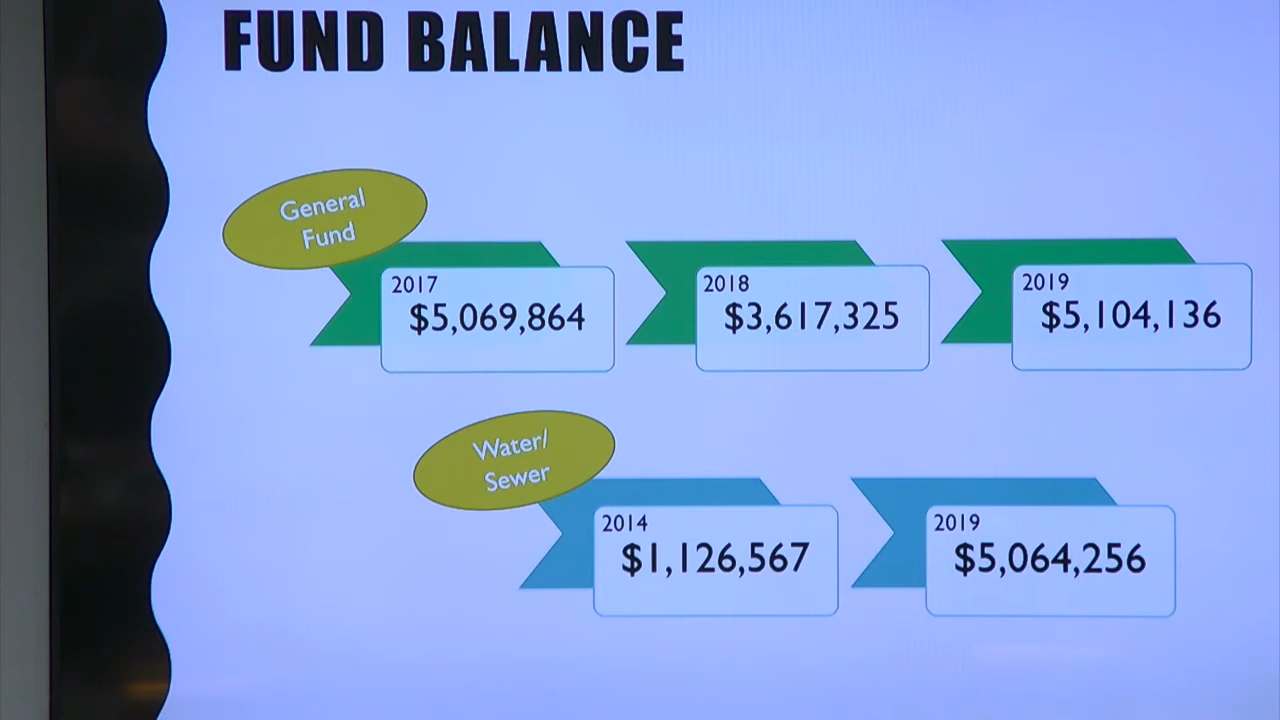 FUND BALANCE
General
Fund
2017
$5,069,864
2018
$3,617,325
2019
$5,104,136
Water/
Sewer
2014
$1,126,567
2019
$5,064,256